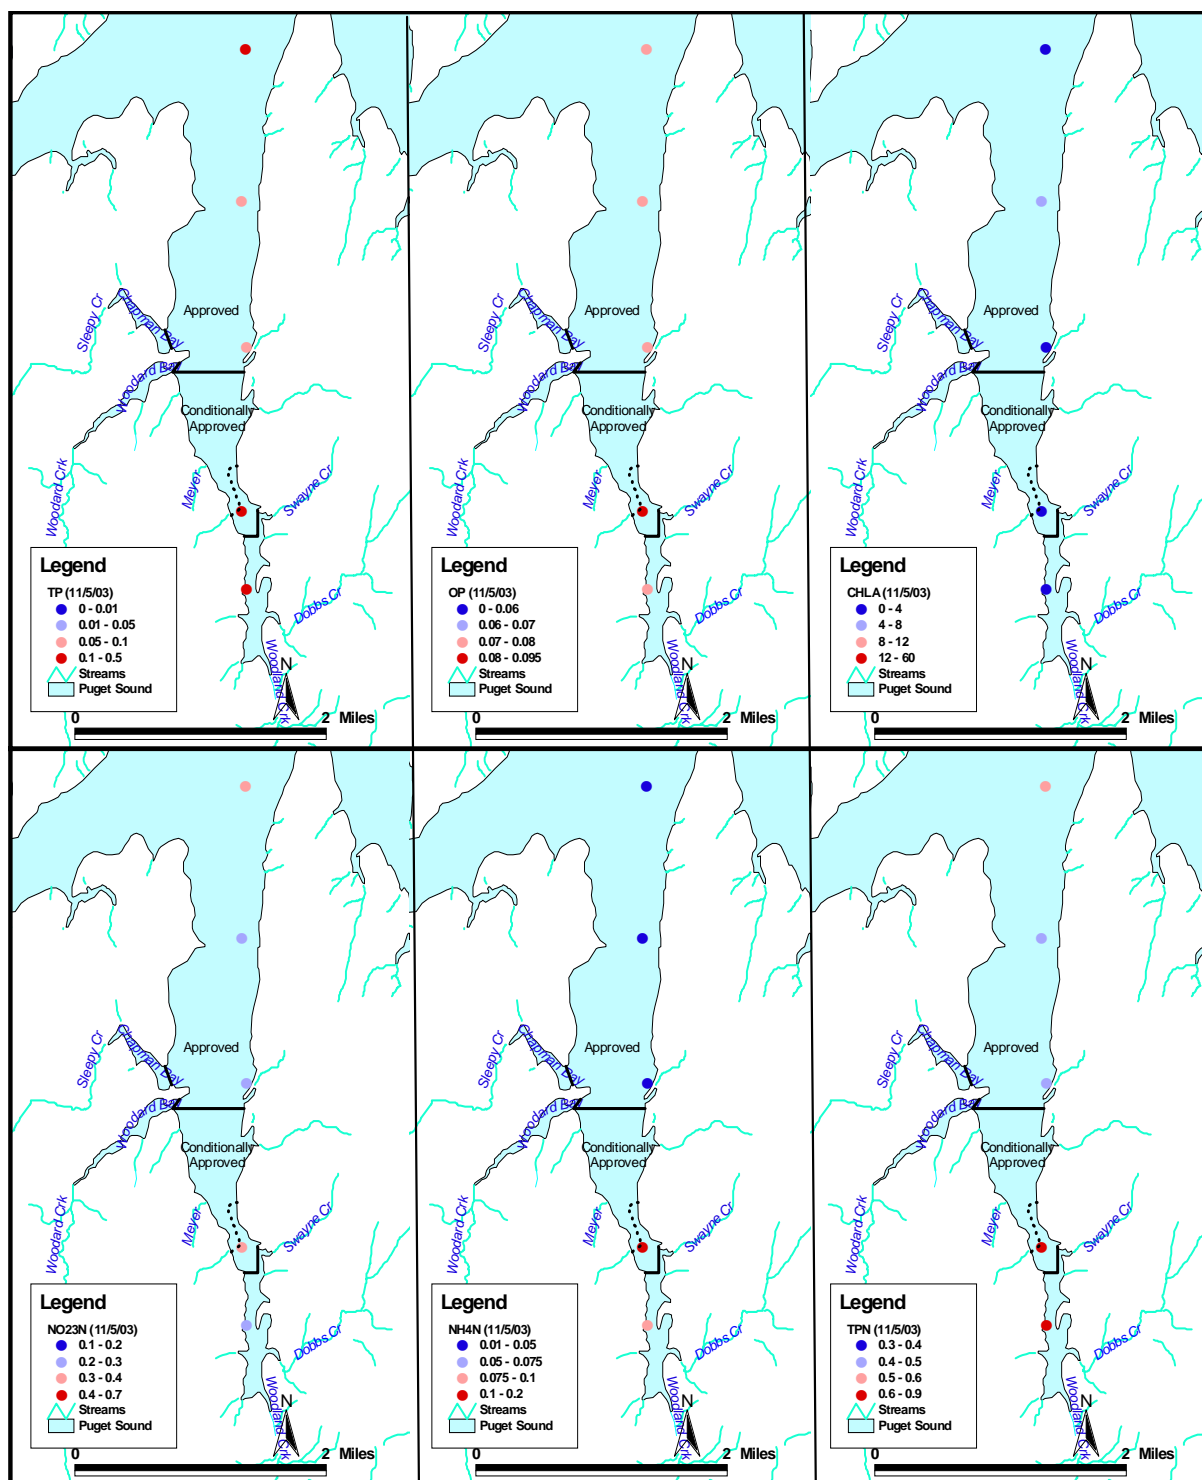 Approved
Sleepy Cr
Chapman Bay
Woodard Bay
Conditionally
Approved
Woodard Crk
Meyer
Swayne Cr
Legend
TP (11/5/03)
0 - 0.01
0.01 - 0.05
0.05 - 0.1
0.1 - 0.5
Streams
Puget Sound
Dobbs Cr
Woodland Crk
N
0 2 Miles
Approved
Sleepy Cr
Chapman Bay
Woodard Bay
Conditionally
Approved
Woodard Crk
Meyer
Swayne Cr
Legend
OP (11/5/03)
0 - 0.06
0.06 - 0.07
0.07 - 0.08
0.08 - 0.095
Streams
Puget Sound
Dobbs Cr
Woodland Crk
N
0 2 Miles
Approved
Sleepy Cr
Chapman Bay
Woodard Bay
Conditionally
Approved
Woodard Crk
Meyer
Swayne Cr
Legend
CHLA (11/5/03)
0 - 4
4 - 8
8 - 12
12 - 60
Streams
Puget Sound
Dobbs Cr
Woodland Crk
N
0 2 Miles
Approved
Sleepy Cr
Chapman Bay
Woodard Bay
Conditionally
Approved
Woodard Crk
Meyer
Swayne Cr
Legend
NO23N (11/5/03)
0.1 - 0.2
0.2 - 0.3
0.3 - 0.4
0.4 - 0.7
Streams
Puget Sound
Dobbs Cr
Woodland Crk
N
0 2 Miles
Approved
Sleepy Cr
Chapman Bay
Woodard Bay
Conditionally
Approved
Woodard Crk
Meyer
Swayne Cr
Legend
NH4N (11/5/03)
0.01 - 0.05
0.05 - 0.075
0.075 - 0.1
0.1 - 0.2
Streams
Puget Sound
Dobbs Cr
Woodland Crk
N
0 2 Miles
Approved
Sleepy Cr
Chapman Bay
Woodard Bay
Conditionally
Approved
Woodard Crk
Meyer
Swayne Cr
Legend
TPN (11/5/03)
0.3 - 0.4
0.4 - 0.5
0.5 - 0.6
0.6 - 0.9
Streams
Puget Sound
Dobbs Cr
Woodland Crk
N
0 2 Miles